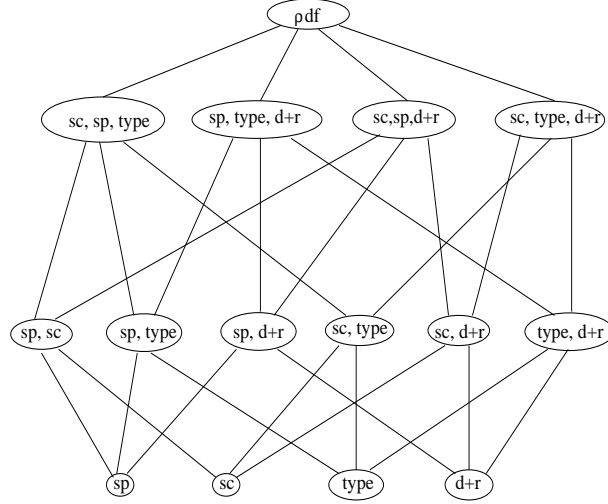 ρdf
sc, sp, type
sp, type, d+r
sc,sp,d+r
sc, type, d+r
sp, sc
sp, type
sp, d+r
sc, type
sc, d+r
type, d+r
sp
sc
type
d+r